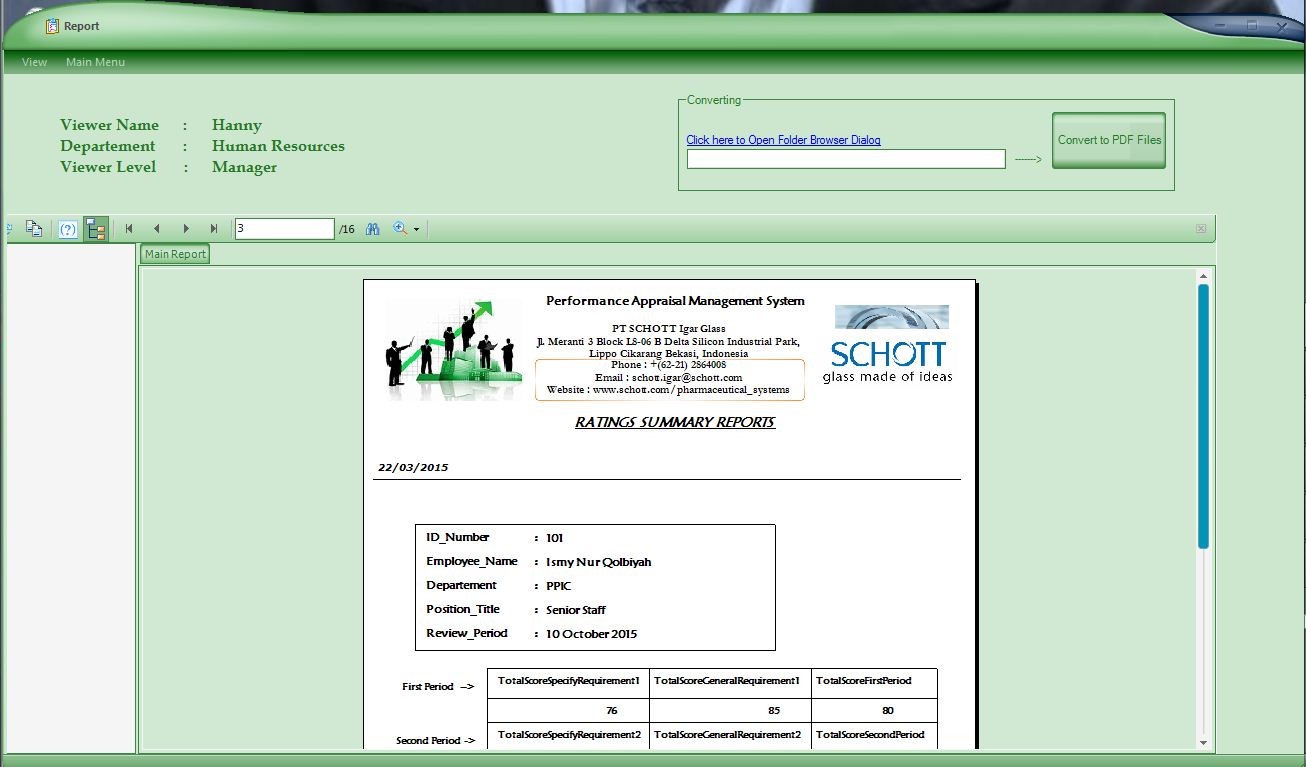 Report
View Main Menu
Viewer Name : Hanny
Departement : Human Resources
Viewer Level : Manager
Converting
Click here to Open Folder Browser Dialog
------->
Convert to PDF Files
3 /16
Main Report
Performance Appraisal Management System
PT SCHOTT Igar Glass
Jl. Meranti 3 Block L8-06 B Delta Silicon Industrial Park,
Lippo Cikarang Bekasi, Indonesia
Phone : +(62-21) 2864008
Email : schott.igar@schott.com
Website : www.schott.com/pharmaceutical_systems
SCHOTT
glass made of ideas
RATINGS SUMMARY REPORTS
22/03/2015
ID_Number : 101
Employee_Name : Ismy Nur Qolbiyah
Departement : PPIC
Position_Title : Senior Staff
Review_Period : 10 October 2015
First Period --> TotalScoreSpecifyRequirement1 TotalScoreGeneralRequirement1 TotalScoreFirstPeriod
76 85 80
Second Period -> TotalScoreSpecifyRequirement2 TotalScoreGeneralRequirement2 TotalScoreSecondPeriod